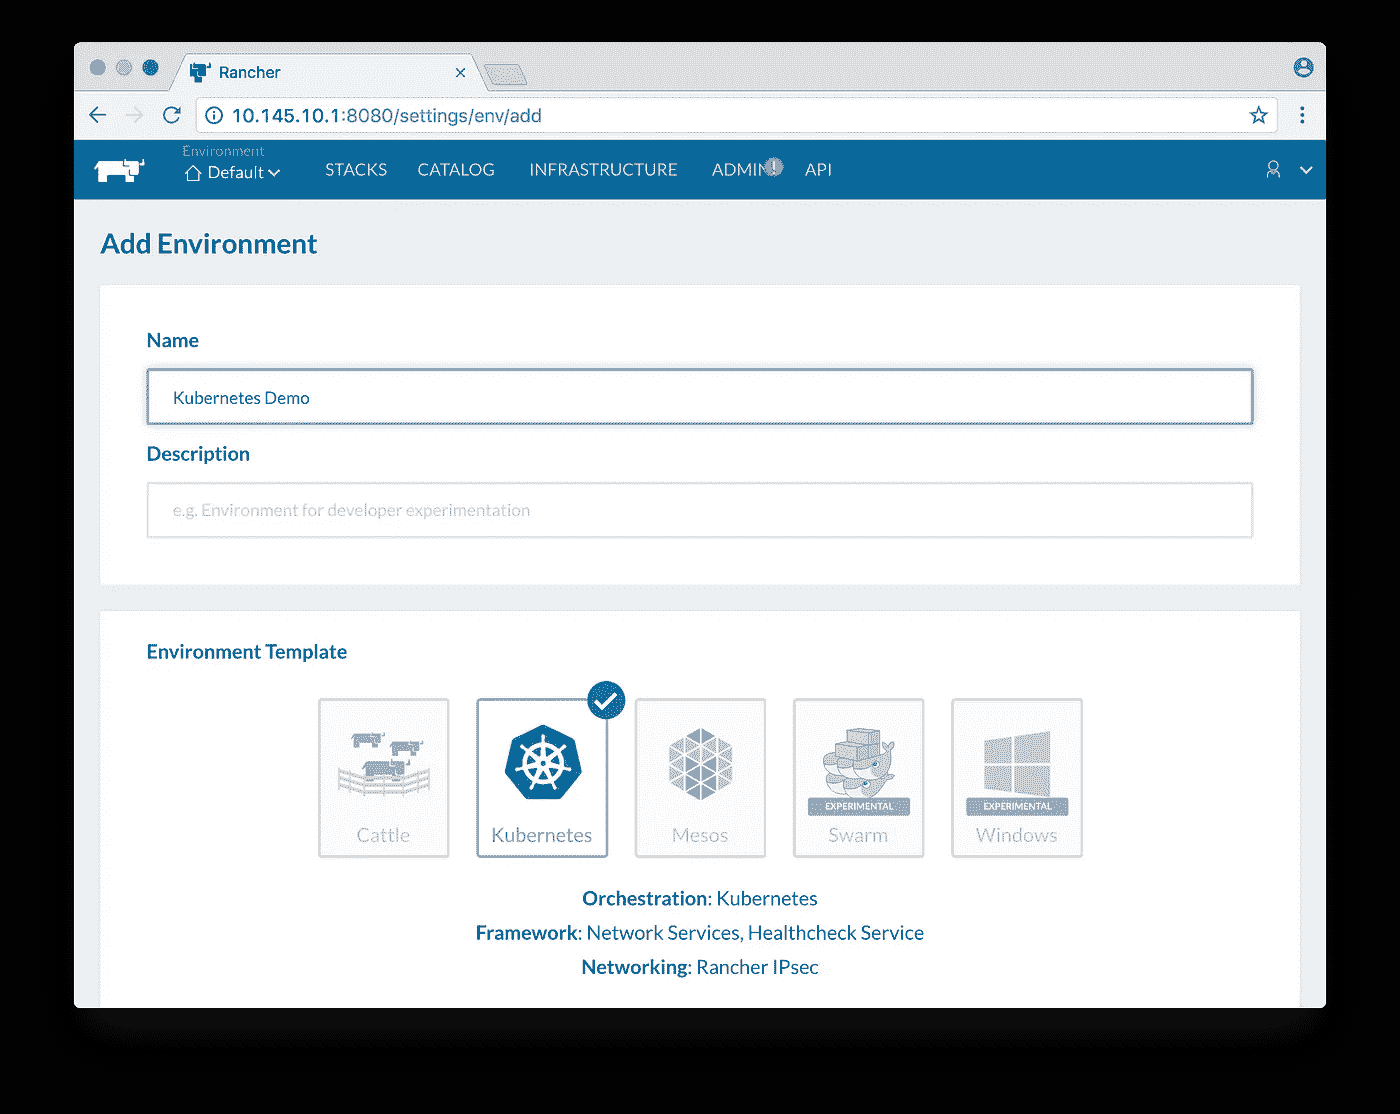 Rancher
10.145.10.1:8080/settings/env/add
Environment
Default
STACKS CATALOG INFRASTRUCTURE ADMIN API
Add Environment
Name
Kubernetes Demo
Description
e.g. Environment for developer experimentation
Environment Template
EXPERIMENTAL EXPERIMENTAL
Cattle Kubernetes Mesos Swarm Windows
Orchestration: Kubernetes
Framework: Network Services, Healthcheck Service
Networking: Rancher IPsec